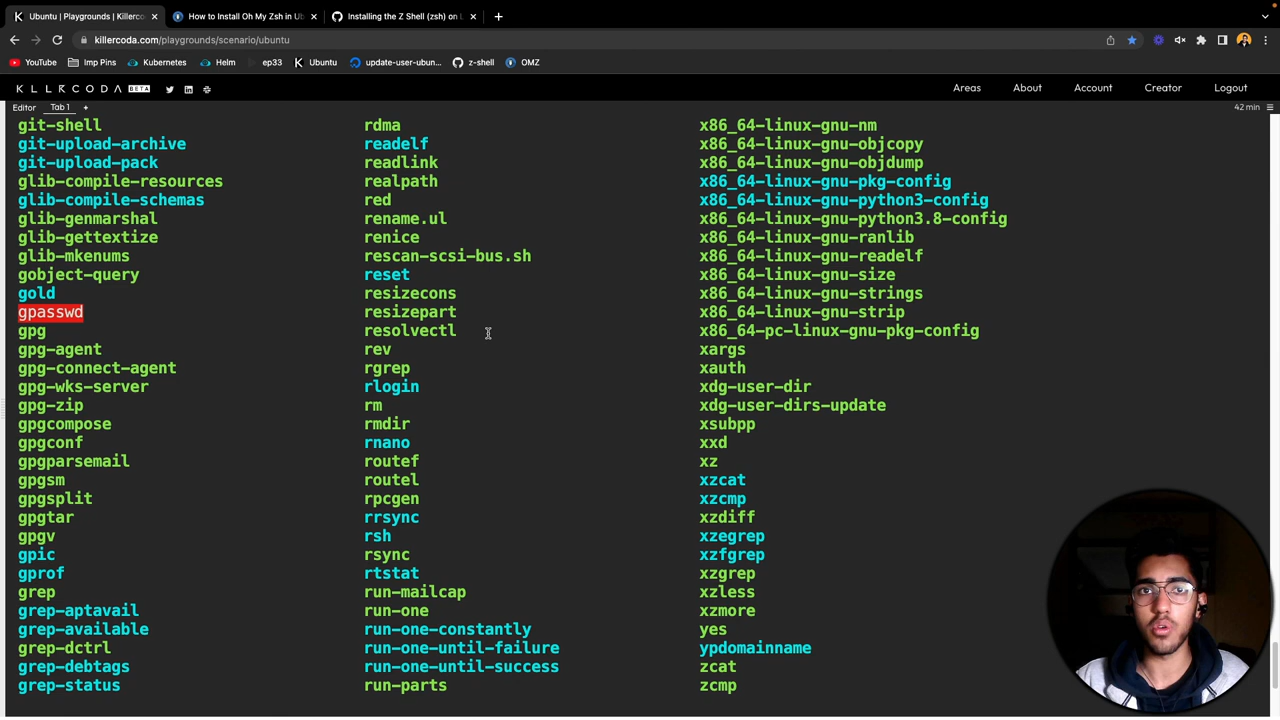 Ubuntu | Playgrounds | Killerco
How to Install Oh My Zsh in Ub
Installing the Z Shell (zsh) on L
killercoda.com/playgrounds/scenario/ubuntu
YouTube
Imp Pins
Kubernetes
Helm
ep33
Ubuntu
update-user-ubun...
z-shell
OMZ
KLLRCODA BETA
Areas
About
Account
Creator
Logout
Editor
Tab 1
+
42 min
git-shell
git-upload-archive
git-upload-pack
glib-compile-resources
glib-compile-schemas
glib-genmarshal
glib-gettextize
glib-mkenums
gobject-query
gold
gpasswd
gpg
gpg-agent
gpg-connect-agent
gpg-wks-server
gpg-zip
gpgcompose
gpgconf
gpgparsemail
gpgsm
gpgsplit
gpgtar
gpgv
gpic
gprof
grep
grep-aptavail
grep-available
grep-dctrl
grep-debtags
grep-status
rdma
readelf
readlink
realpath
red
rename.ul
renice
rescan-scsi-bus.sh
reset
resizecons
resizepart
resolvectl
rev
rgrep
rlogin
rm
rmdir
rnano
routef
routel
rpcgen
rrsync
rsh
rsync
rtstat
run-mailcap
run-one
run-one-constantly
run-one-until-failure
run-one-until-success
run-parts
x86_64-linux-gnu-nm
x86_64-linux-gnu-objcopy
x86_64-linux-gnu-objdump
x86_64-linux-gnu-pkg-config
x86_64-linux-gnu-python3-config
x86_64-linux-gnu-python3.8-config
x86_64-linux-gnu-ranlib
x86_64-linux-gnu-readelf
x86_64-linux-gnu-size
x86_64-linux-gnu-strings
x86_64-linux-gnu-strip
x86_64-pc-linux-gnu-pkg-config
xargs
xauth
xdg-user-dir
xdg-user-dirs-update
xsubpp
xxd
xz
xzcat
xzcmp
xzdiff
xzegrep
xzfgrep
xzgrep
xzless
xzmore
yes
ypdomainname
zcat
zcmp